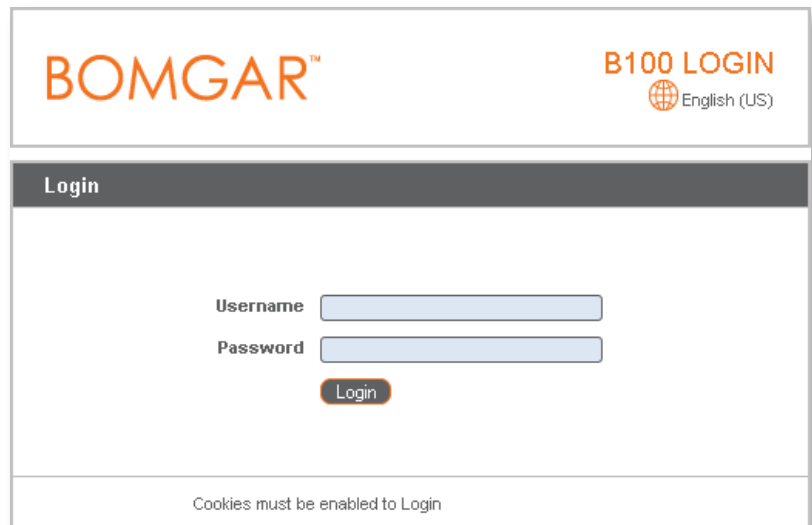 BOMGAR™
B100 LOGIN
English (US)
Login
Username
Password
Login
Cookies must be enabled to Login